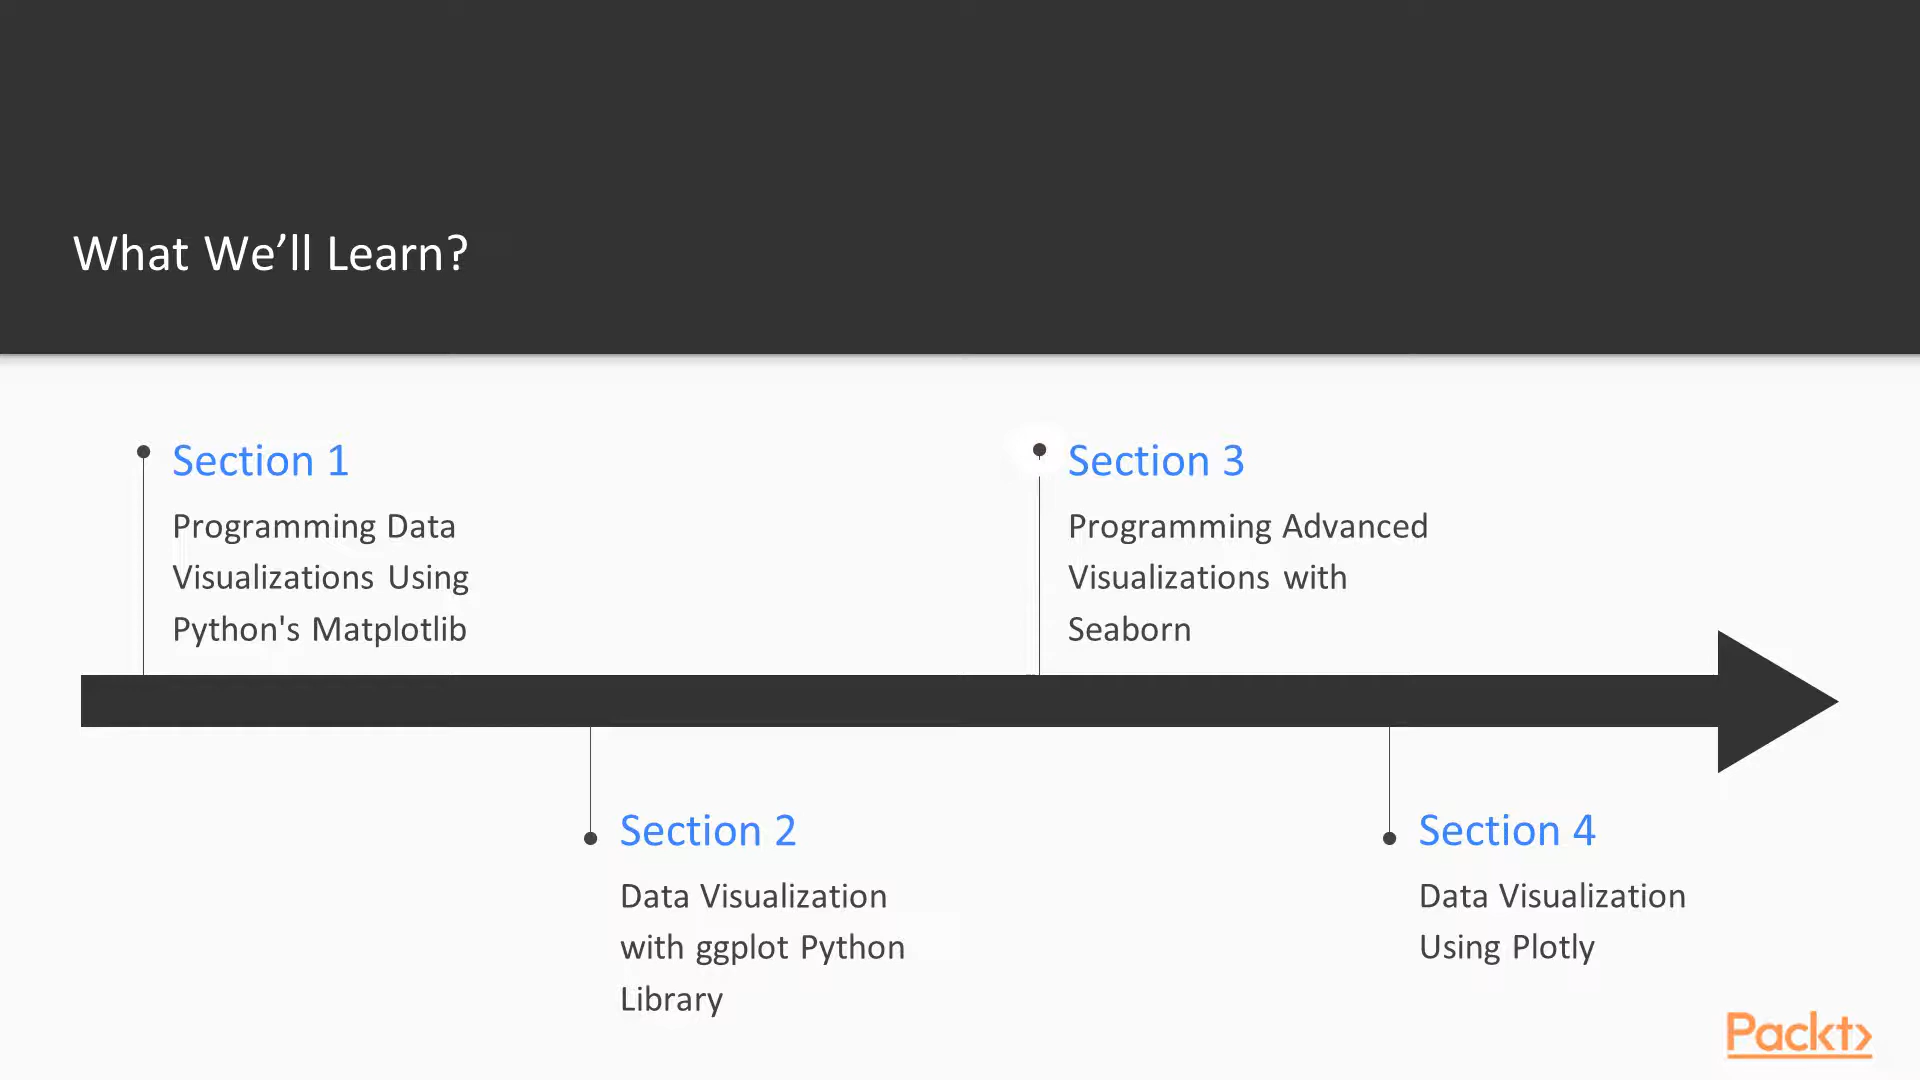 What We’ll Learn?
Section 1
Programming Data
Visualizations Using
Python's Matplotlib
Section 2
Data Visualization
with ggplot Python
Library
Section 3
Programming Advanced
Visualizations with
Seaborn
Section 4
Data Visualization
Using Plotly
Packt>